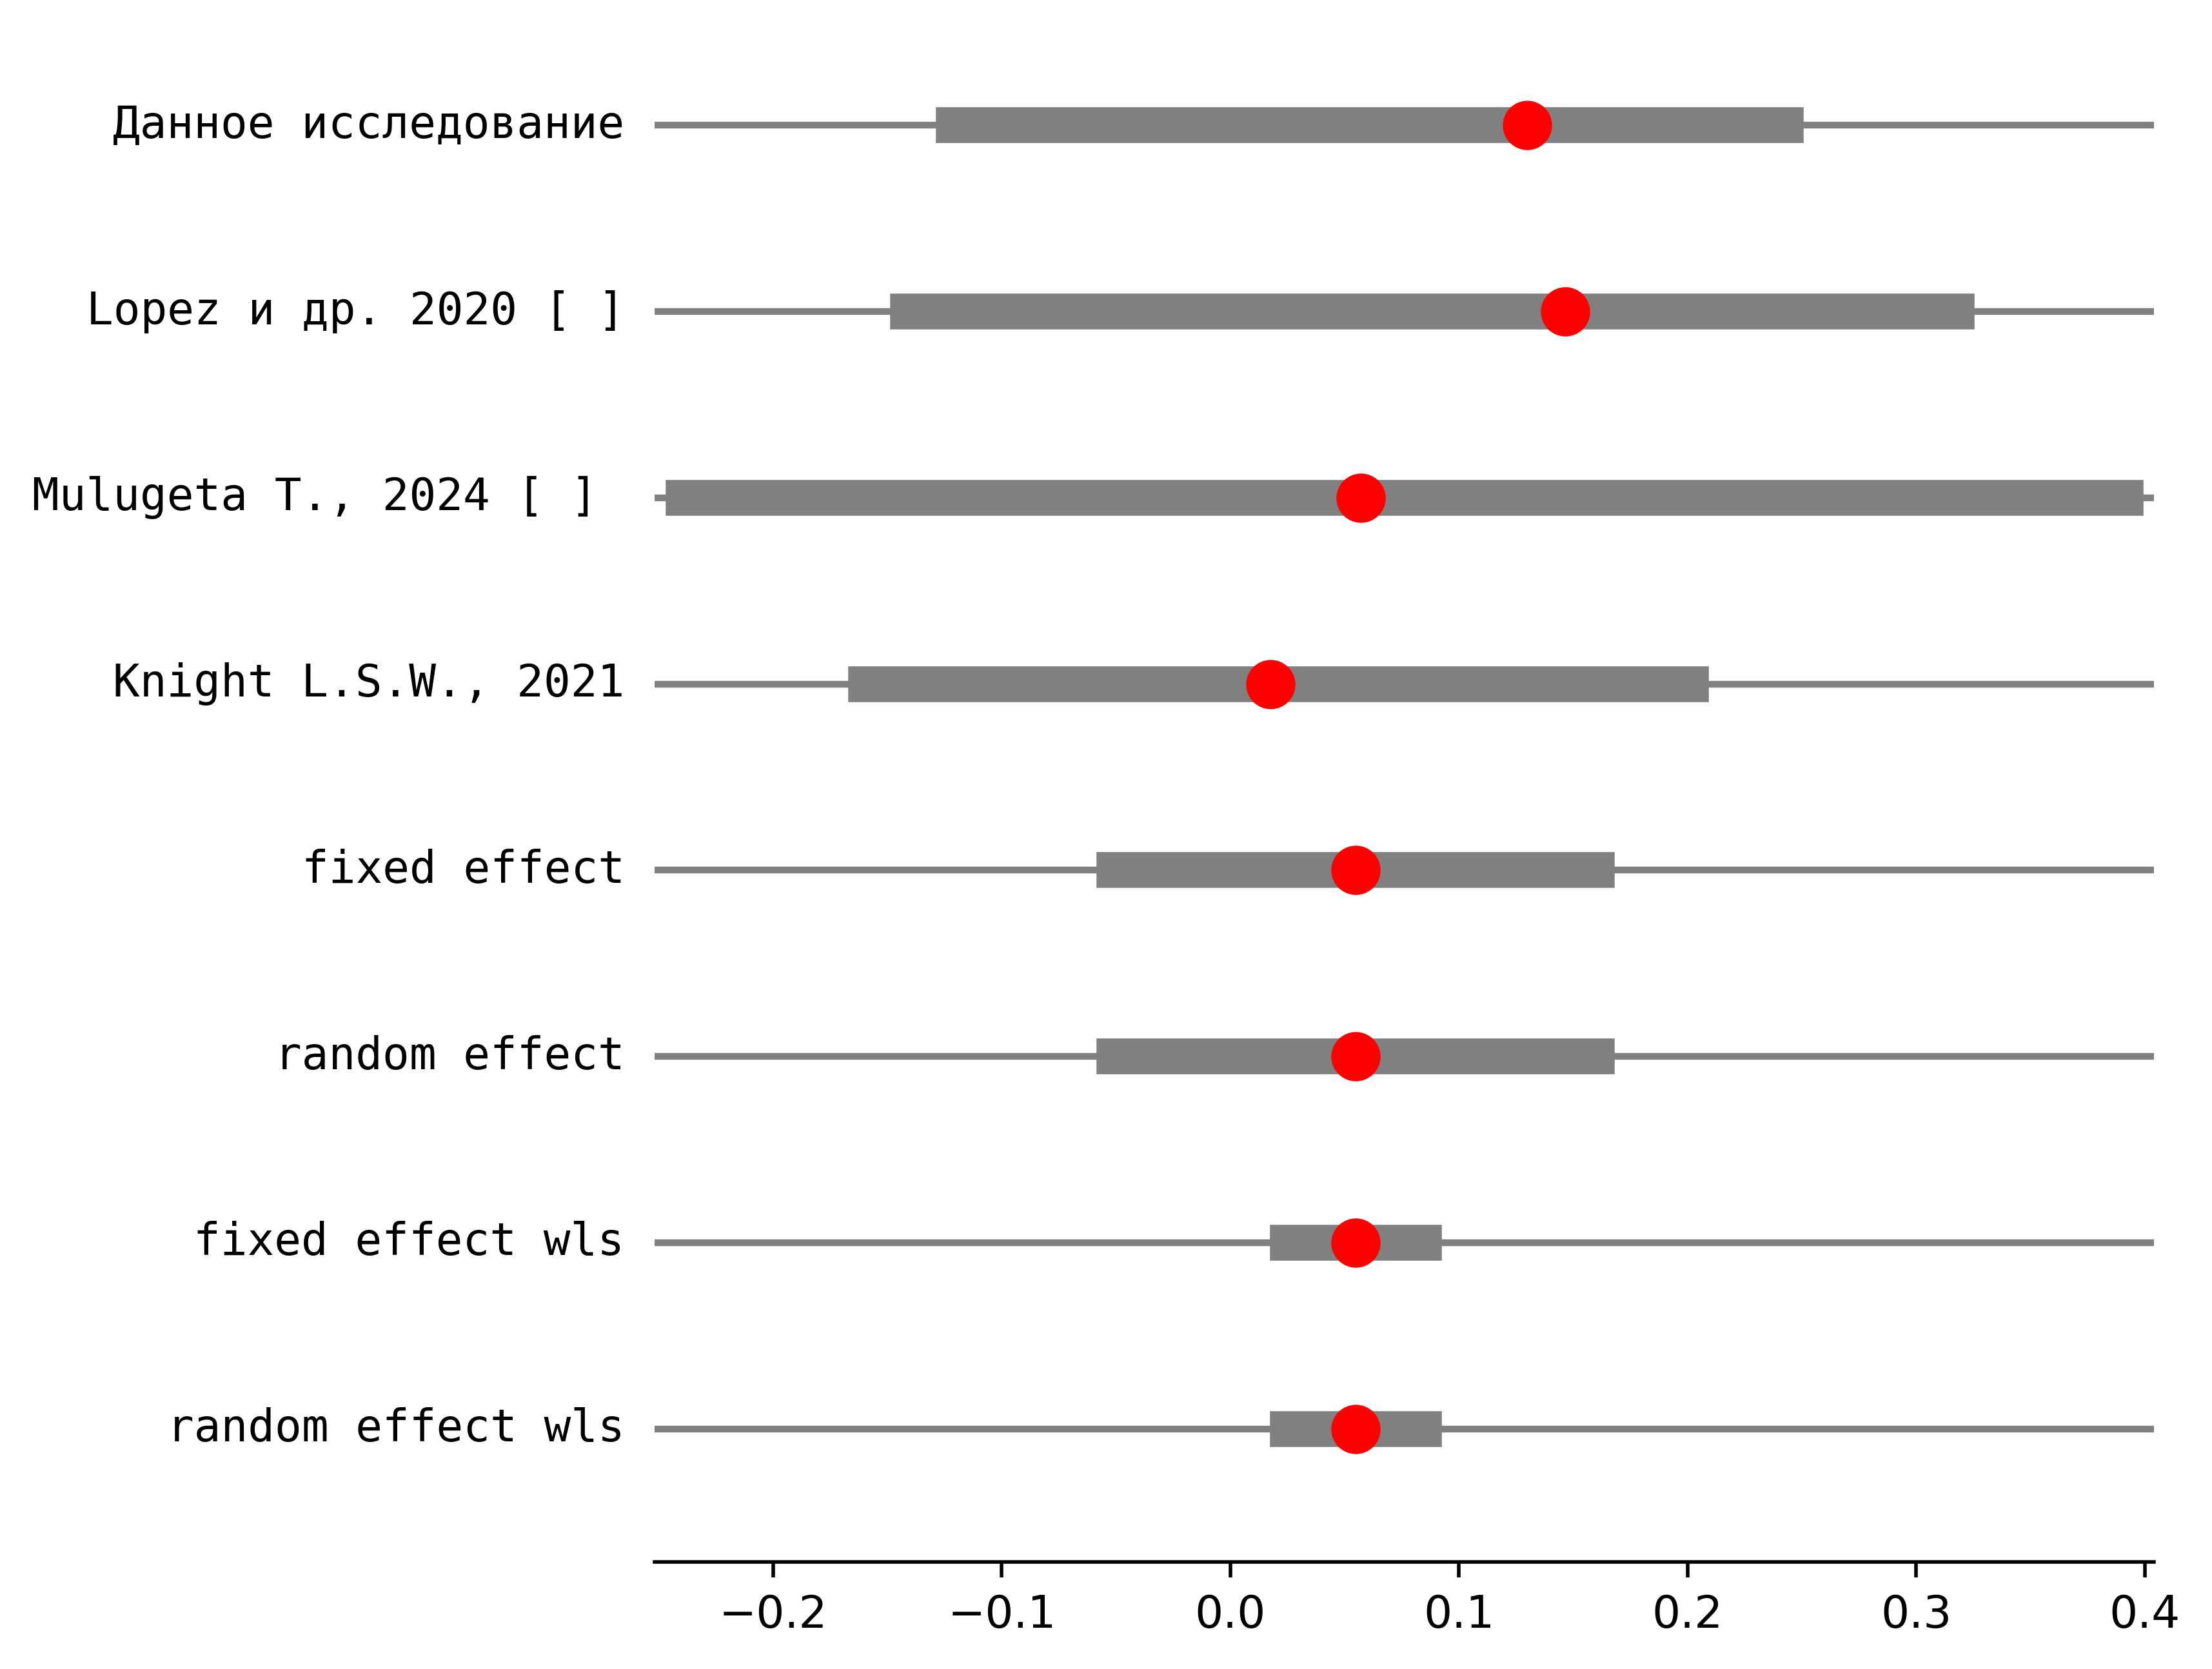 Данное исследование
Lopez и др. 2020 [ ]
Mulugeta T., 2024 [ ]
Knight L.S.W., 2021
fixed effect
random effect
fixed effect wls
random effect wls
−0.2 −0.1 0.0 0.1 0.2 0.3 0.4